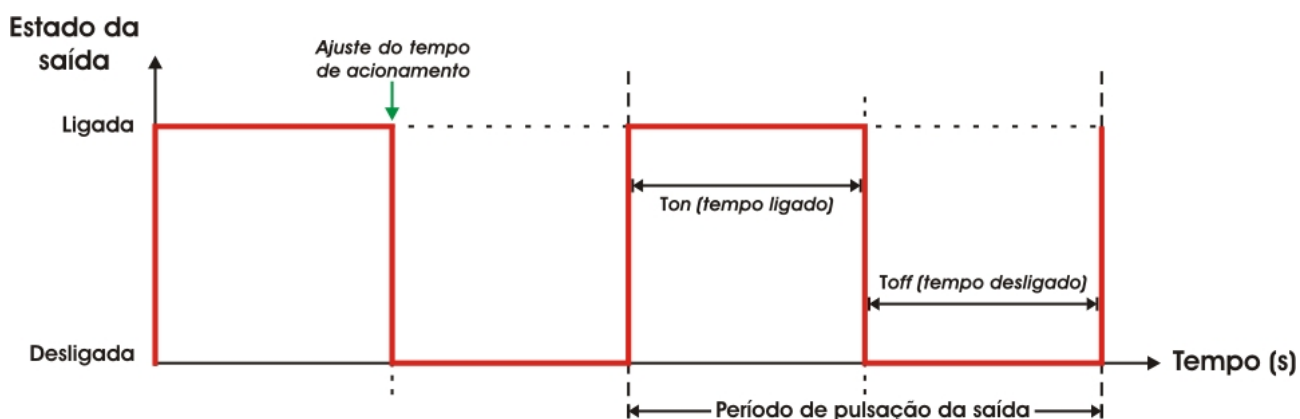 Estado da
saída
Ajuste do tempo
de acionamento
Ligada
Ton (tempo ligado)
Toff (tempo desligado)
Desligada
Tempo (s)
Período de pulsação da saída